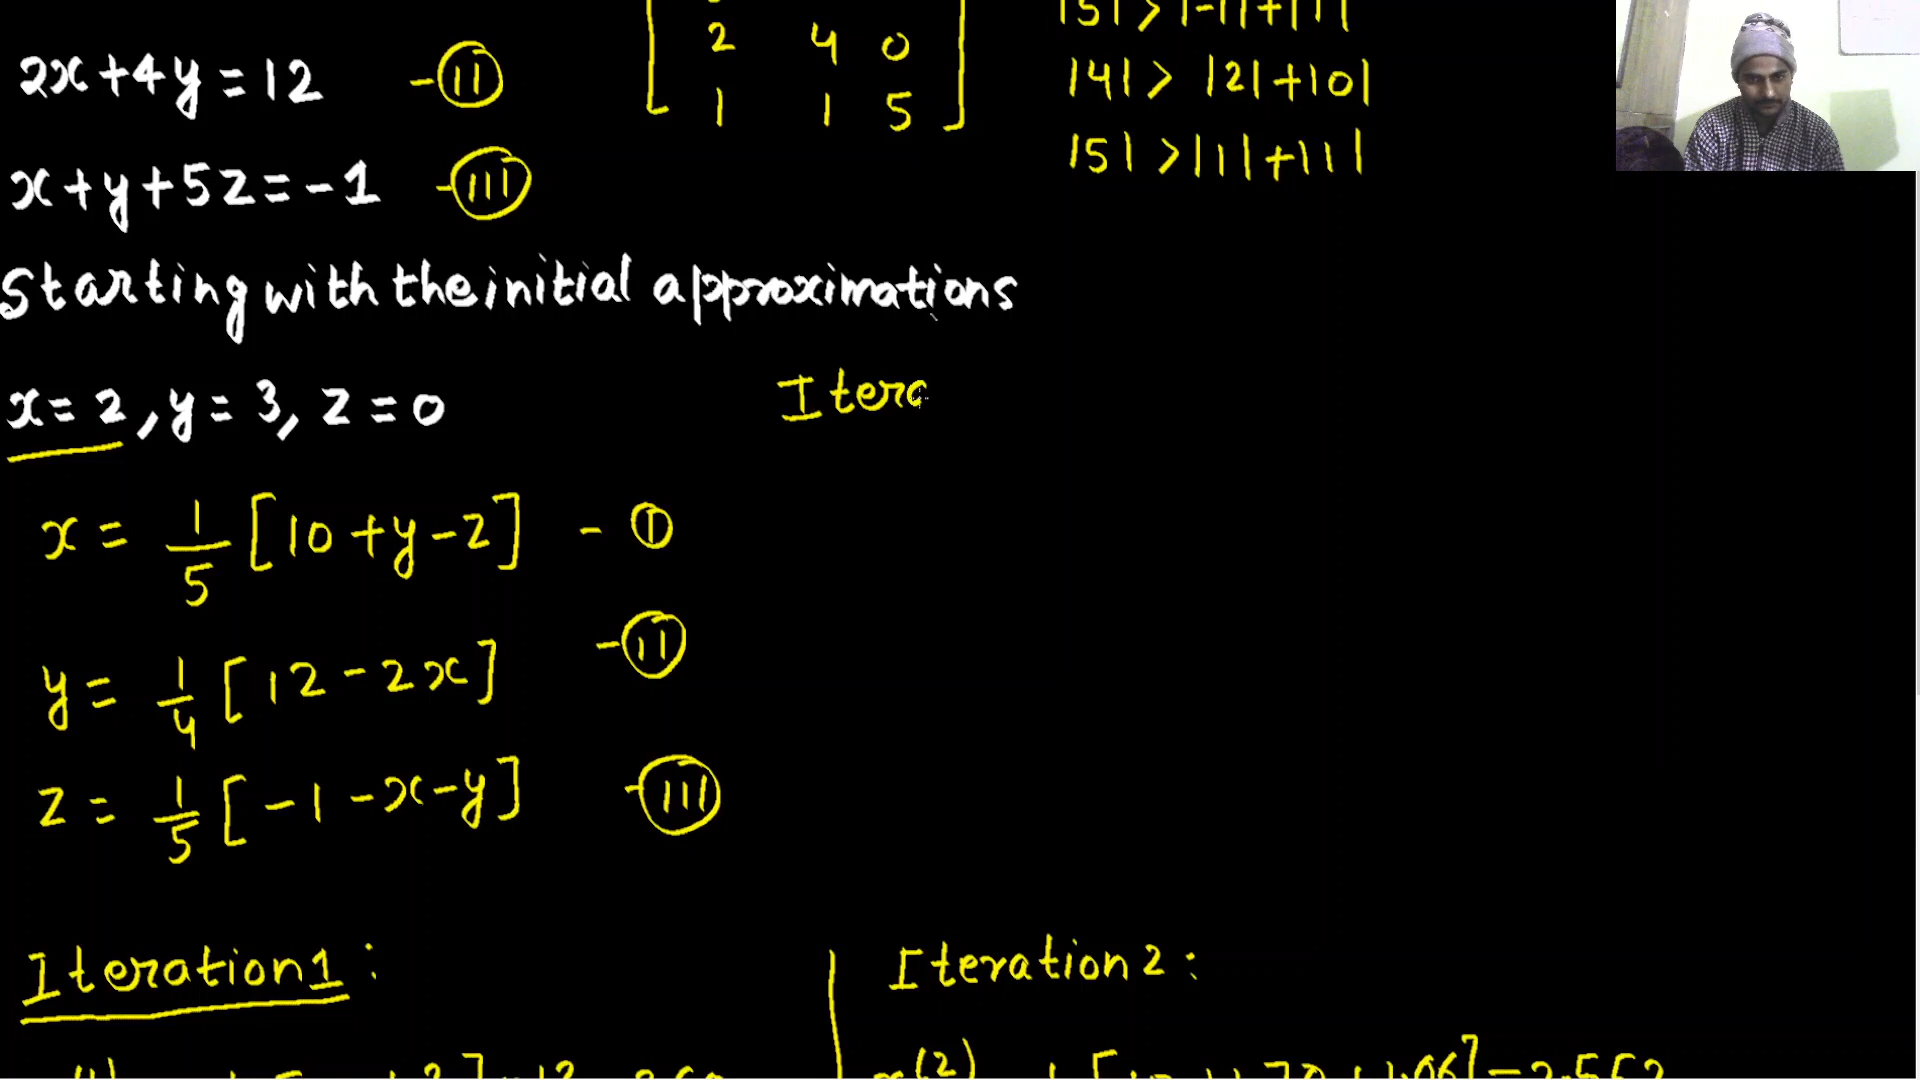 2 4 0
1 1 5
|5| > |-1| + |1|
|4| > |2| + |0|
|5| > |1| + |1|
2x + 4y = 12 - II
x + y + 5z = -1 - III
Starting with the initial approximations
x = 2, y = 3, z = 0
Itera
x = 1/5 [10 + y - z] - I
y = 1/4 [12 - 2x] - II
z = 1/5 [-1 - x - y] - III
Iteration 1 :
Iteration 2 :